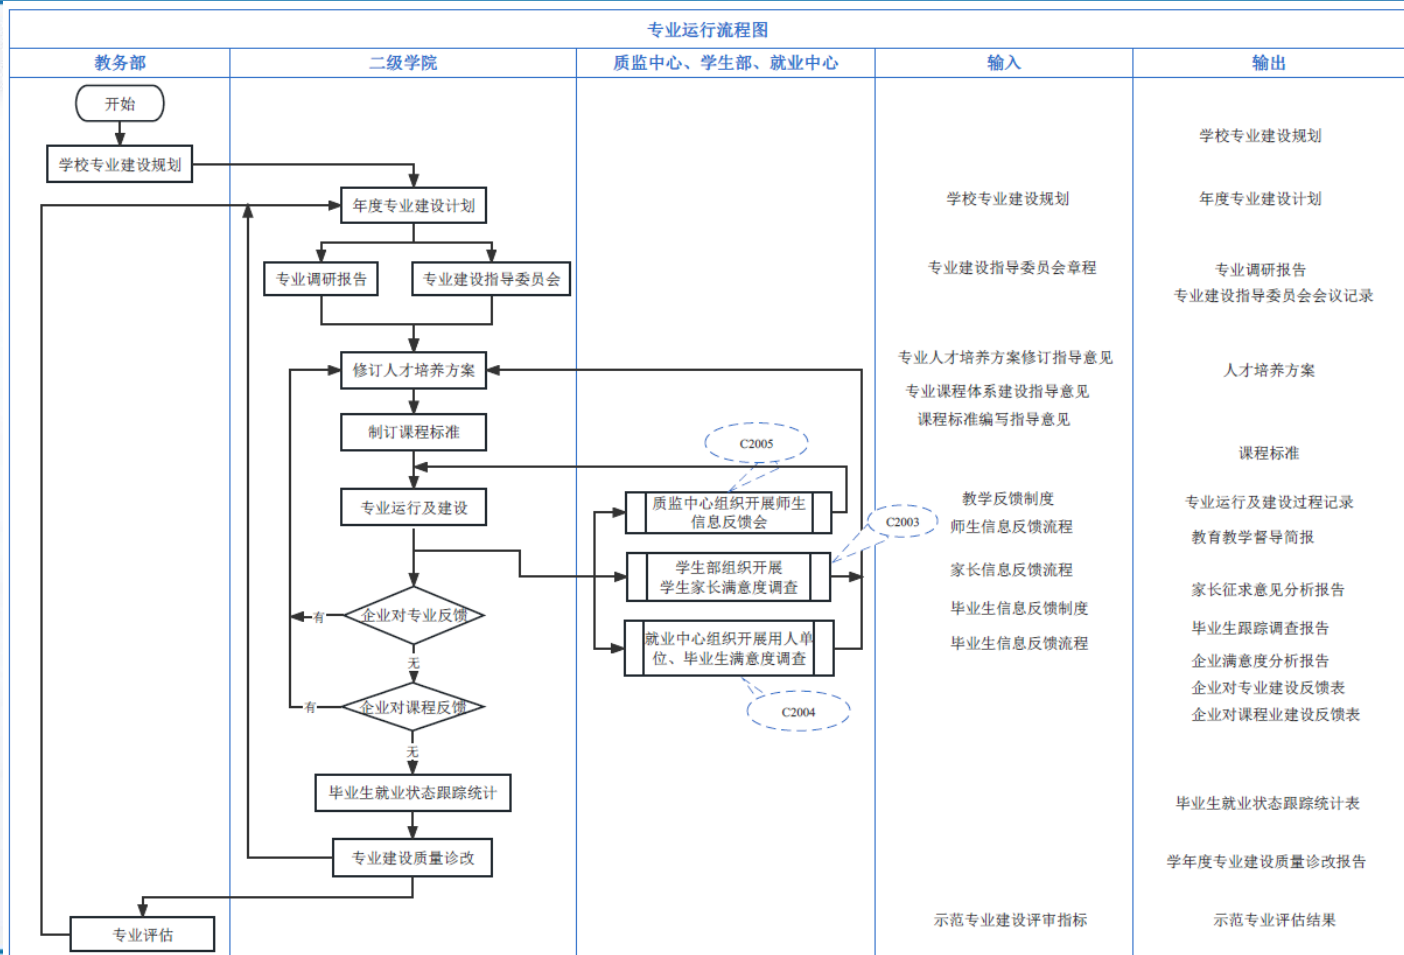 专业运行流程图
教务部
二级学院
质监中心、学生部、就业中心
输入
输出
开始
学校专业建设规划
学校专业建设规划
年度专业建设计划
学校专业建设规划
年度专业建设计划
专业调研报告
专业建设指导委员会
专业建设指导委员会章程
专业调研报告
专业建设指导委员会会议记录
修订人才培养方案
专业人才培养方案修订指导意见
人才培养方案
专业课程体系建设指导意见
制订课程标准
课程标准编写指导意见
C2005
课程标准
专业运行及建设
质监中心组织开展师生
信息反馈会
教学反馈制度
专业运行及建设过程记录
C2003
师生信息反馈流程
教育教学督导简报
学生部组织开展
学生家长满意度调查
家长信息反馈流程
家长征求意见分析报告
有
企业对专业反馈
毕业生信息反馈制度
毕业生跟踪调查报告
就业中心组织开展用人单
位、毕业生满意度调查
毕业生信息反馈流程
企业满意度分析报告
无
企业对专业建设反馈表
有
企业对课程反馈
C2004
企业对课程业建设反馈表
无
毕业生就业状态跟踪统计
毕业生就业状态跟踪统计表
专业建设质量诊改
学年度专业建设质量诊改报告
专业评估
示范专业建设评审指标
示范专业评估结果